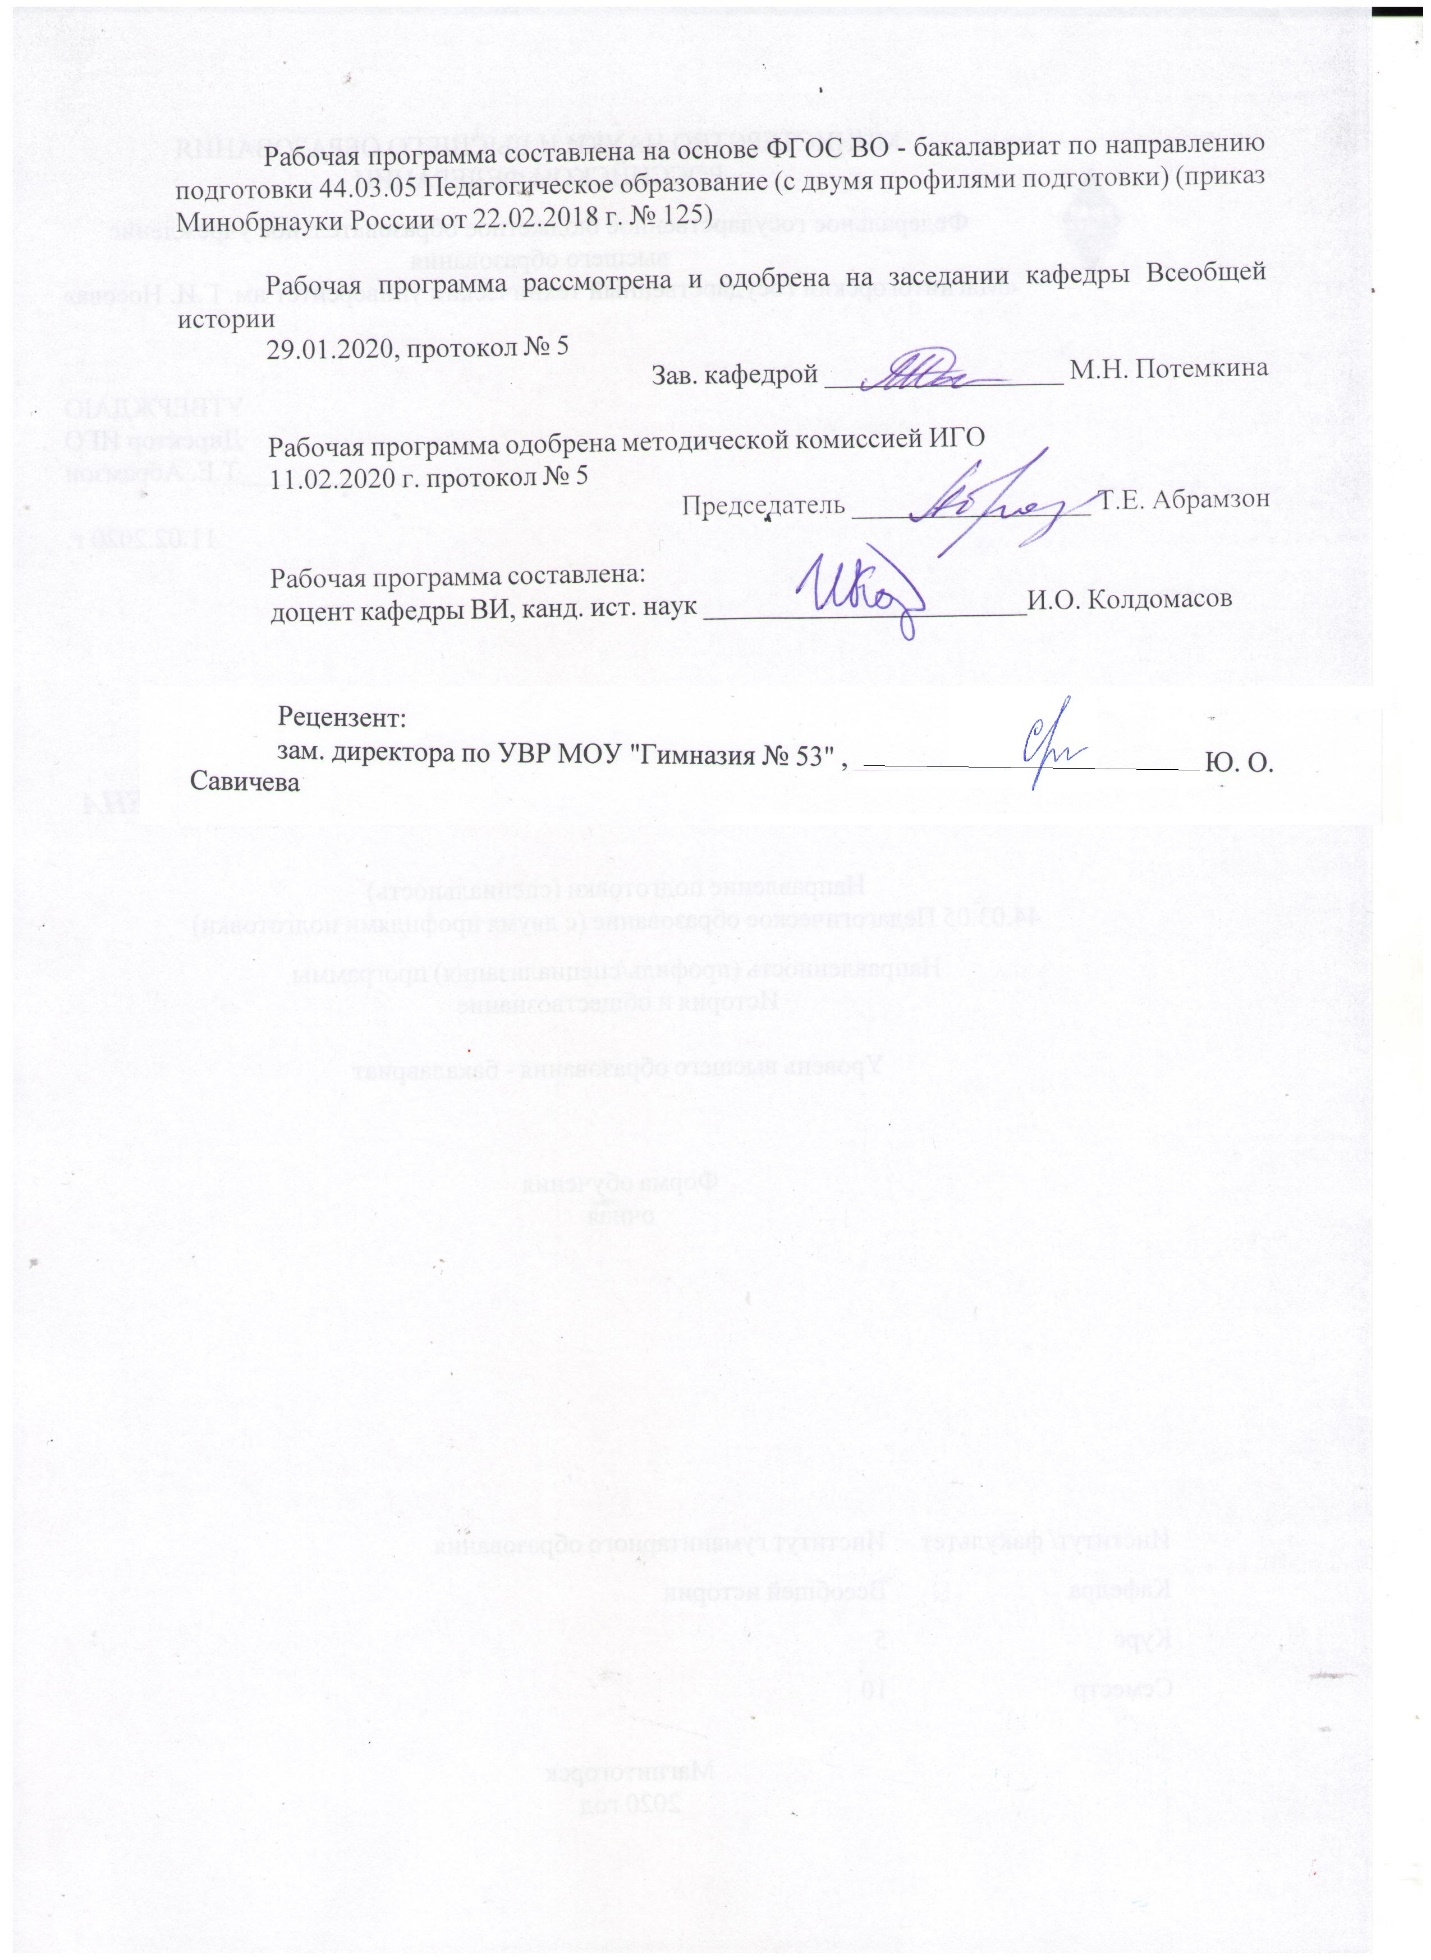 Рабочая программа составлена на основе ФГОС ВО - бакалавриат по направлению
подготовки 44.03.05 Педагогическое образование (с двумя профилями подготовки) (приказ
Минобрнауки России от 22.02.2018 г. № 125)
Рабочая программа рассмотрена и одобрена на заседании кафедры Всеобщей
истории
29.01.2020, протокол № 5
Зав. кафедрой ___ М.Н. Потемкина
Рабочая программа одобрена методической комиссией ИГО
11.02.2020 г. протокол № 5
Председатель ___ Т.Е. Абрамзон
Рабочая программа составлена:
доцент кафедры ВИ, канд. ист. наук ___И.О. Колдомасов
Рецензент:
зам. директора по УВР МОУ "Гимназия № 53" , ___ Ю. О.
Савичева